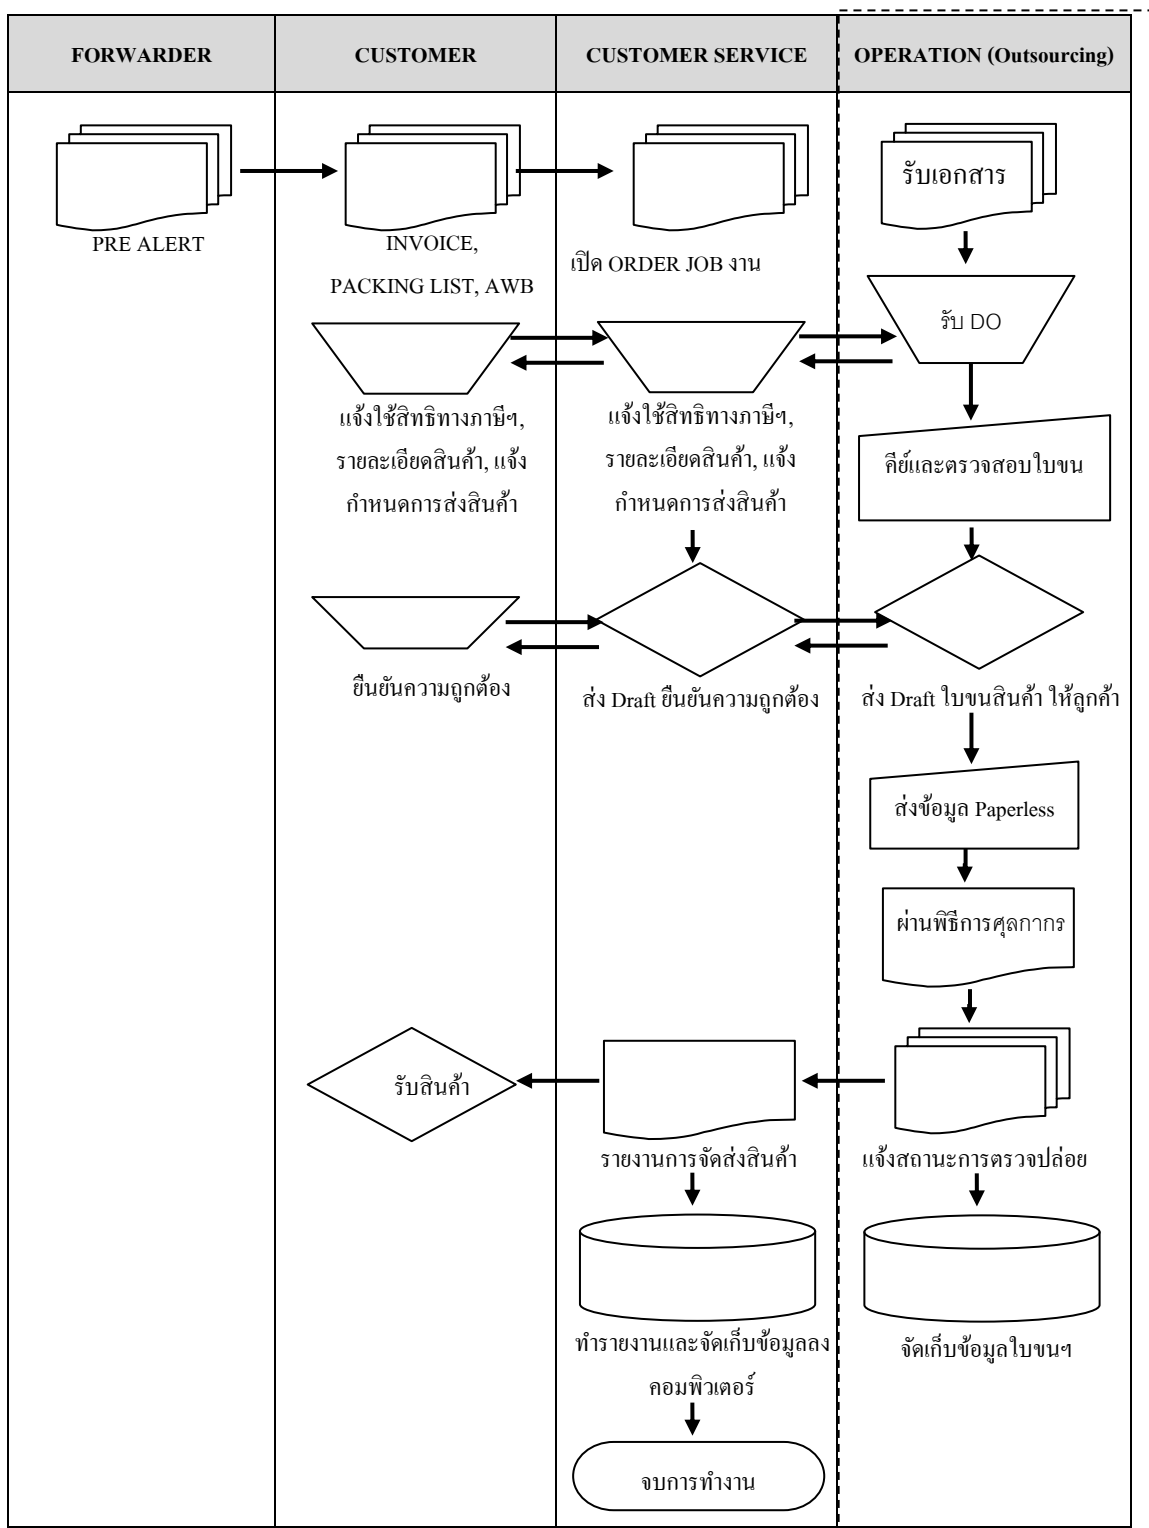 FORWARDER
CUSTOMER
CUSTOMER SERVICE
OPERATION (Outsourcing)
รับเอกสาร
PRE ALERT
INVOICE,
PACKING LIST, AWB
เปิด ORDER JOB งาน
รับ DO
แจ้งใช้สิทธิทางภาษีฯ,
รายละเอียดสินค้า, แจ้ง
กำหนดการส่งสินค้า
แจ้งใช้สิทธิทางภาษีฯ,
รายละเอียดสินค้า, แจ้ง
กำหนดการส่งสินค้า
คีย์และตรวจสอบใบขน
ยืนยันความถูกต้อง
ส่ง Draft ยืนยันความถูกต้อง
ส่ง Draft ใบขนสินค้า ให้ลูกค้า
ส่งข้อมูล Paperless
ผ่านพิธีการศุลกากร
รับสินค้า
รายงานการจัดส่งสินค้า
แจ้งสถานะการตรวจปล่อย
ทำรายงานและจัดเก็บข้อมูลลง
คอมพิวเตอร์
จัดเก็บข้อมูลใบขนฯ
จบการทำงาน